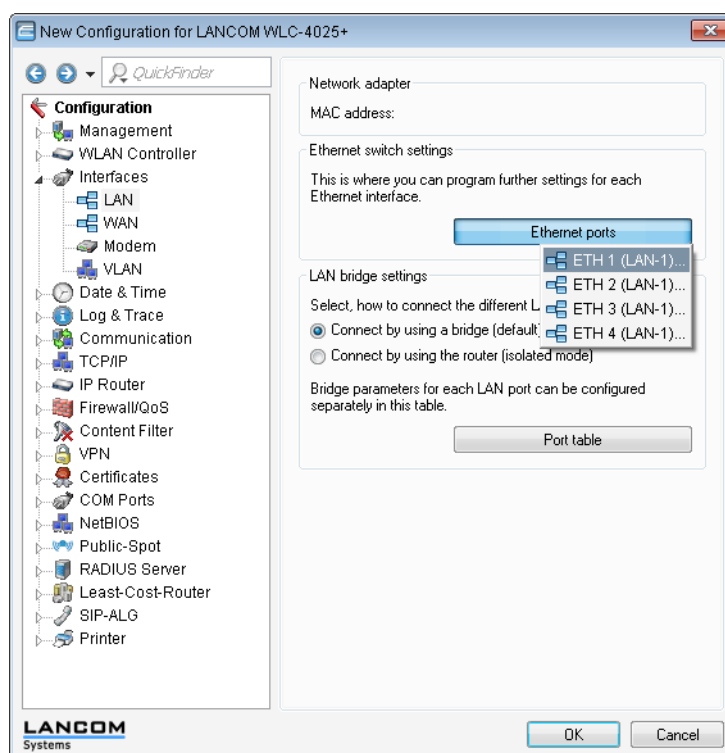 New Configuration for LANCOM WLC-4025+
QuickFinder
Configuration
Management
WLAN Controller
Interfaces
LAN
WAN
Modem
VLAN
Date & Time
Log & Trace
Communication
TCP/IP
IP Router
Firewall/QoS
Content Filter
VPN
Certificates
COM Ports
NetBIOS
Public-Spot
RADIUS Server
Least-Cost-Router
SIP-ALG
Printer
Network adapter
MAC address:
Ethernet switch settings
This is where you can program further settings for each
Ethernet interface.
Ethernet ports
ETH 1 (LAN-1)...
ETH 2 (LAN-1)...
ETH 3 (LAN-1)...
ETH 4 (LAN-1)...
LAN bridge settings
Select, how to connect the different
Connect by using a bridge (default)
Connect by using the router (isolated mode)
Bridge parameters for each LAN port can be configured
separately in this table.
Port table
LANCOM
Systems
OK
Cancel